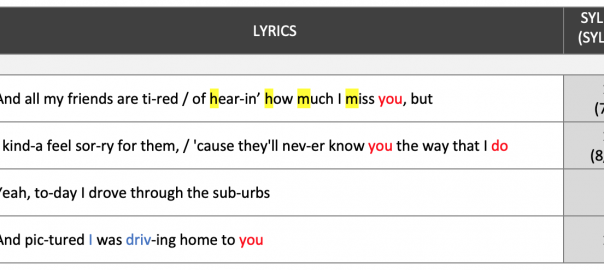 SYL
LYRICS
(SYL
And all my friends are ti-red / of hear-in’ how much I miss you, but
(7
kind-a feel sor-ry for them, / 'cause they'll nev-er know you the way that I do
(8,
Yeah, to-day I drove through the sub-urbs
And pic-tured I was driv-ing home to you